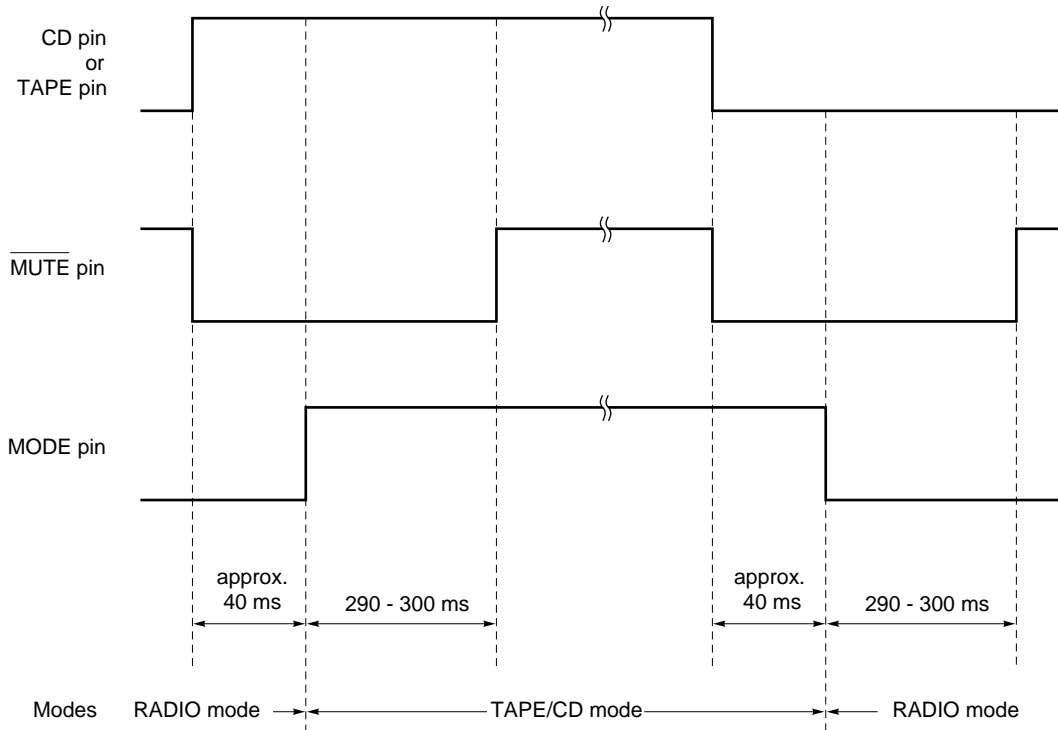 CD pin
or
TAPE pin
MUTE pin
MODE pin
approx.
40 ms
290 - 300 ms
approx.
40 ms
290 - 300 ms
Modes RADIO mode TAPE/CD mode RADIO mode